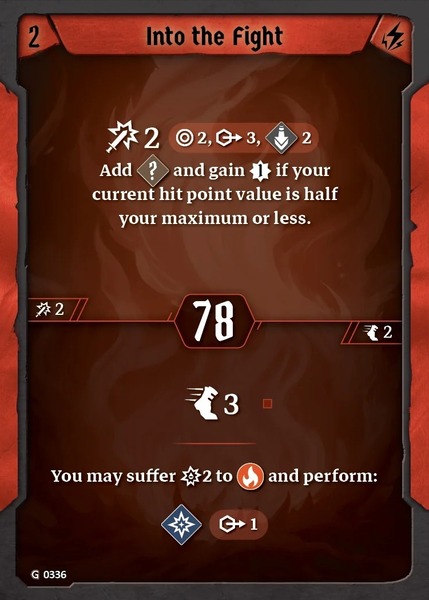 2 Into the Fight
2 2, 3, 2
Add ? and gain 1 if your
current hit point value is half
your maximum or less.
2 78 2
3
You may suffer 2 to and perform:
1
G 0336